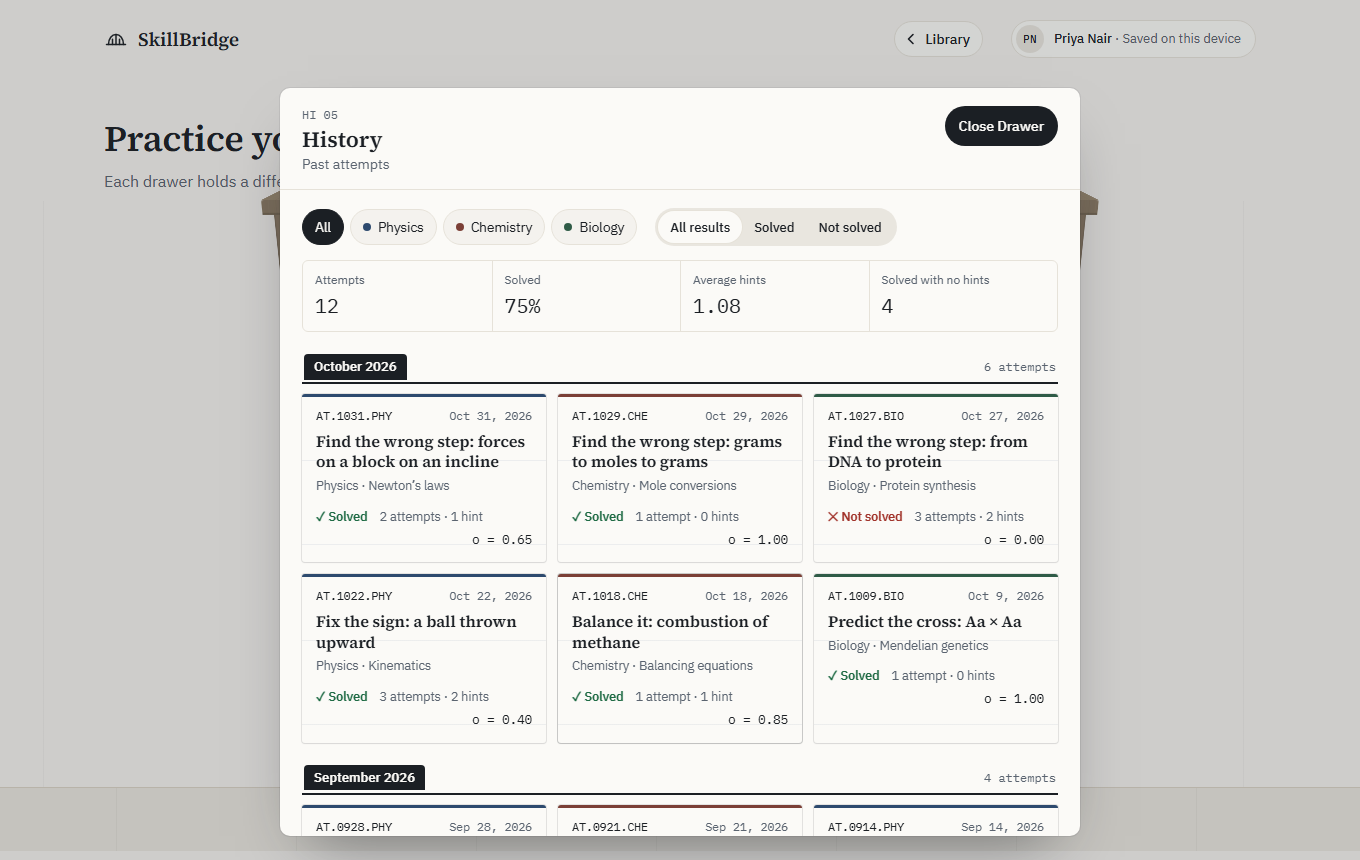 SkillBridge
Library
PN Priya Nair · Saved on this device
Practice yo
Each drawer holds a diffe
HI 05
History
Past attempts
Close Drawer
All Physics Chemistry Biology All results Solved Not solved
Attempts Solved Average hints Solved with no hints
12 75% 1.08 4
October 2026 6 attempts
AT.1031.PHY Oct 31, 2026
Find the wrong step: forces
on a block on an incline
Physics · Newton’s laws
✓ Solved 2 attempts · 1 hint
o = 0.65
AT.1029.CHE Oct 29, 2026
Find the wrong step: grams
to moles to grams
Chemistry · Mole conversions
✓ Solved 1 attempt · 0 hints
o = 1.00
AT.1027.BIO Oct 27, 2026
Find the wrong step: from
DNA to protein
Biology · Protein synthesis
✕ Not solved 3 attempts · 2 hints
o = 0.00
AT.1022.PHY Oct 22, 2026
Fix the sign: a ball thrown
upward
Physics · Kinematics
✓ Solved 3 attempts · 2 hints
o = 0.40
AT.1018.CHE Oct 18, 2026
Balance it: combustion of
methane
Chemistry · Balancing equations
✓ Solved 1 attempt · 1 hint
o = 0.85
AT.1009.BIO Oct 9, 2026
Predict the cross: Aa × Aa
Biology · Mendelian genetics
✓ Solved 1 attempt · 0 hints
o = 1.00
September 2026 4 attempts
AT.0928.PHY Sep 28, 2026
AT.0921.CHE Sep 21, 2026
AT.0914.PHY Sep 14, 2026